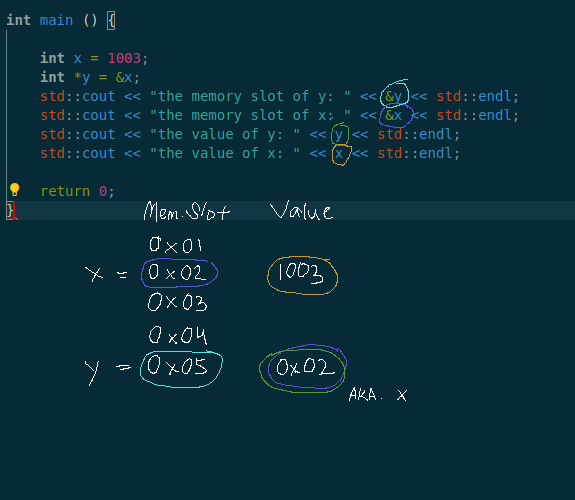 int main () {
int x = 1003;
int *y = &x;
std::cout << "the memory slot of y: " << &y << std::endl;
std::cout << "the memory slot of x: " << &x << std::endl;
std::cout << "the value of y: " << y << std::endl;
std::cout << "the value of x: " << x << std::endl;
return 0;
}
Mem.Slot Value
0x01
x = 0x02 1003
0x03
0x04
y = 0x05 0x02
AKA. x